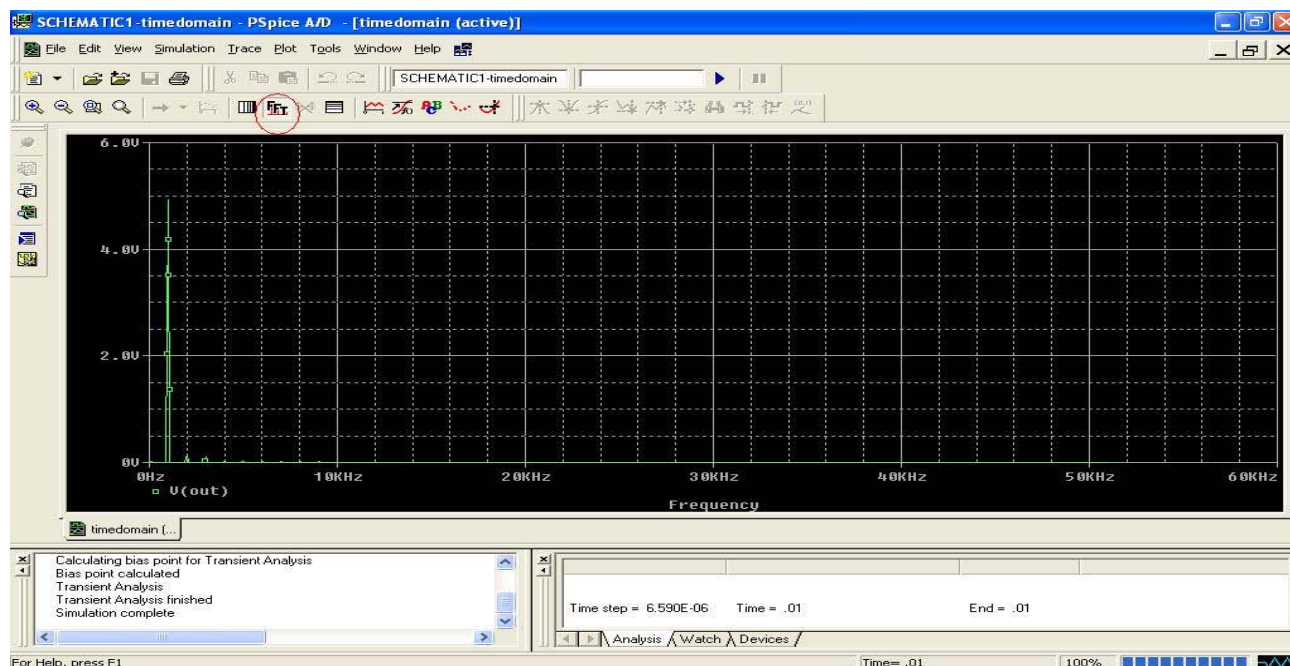 SCHEMATIC1-timedomain - PSpice A/D - [timedomain (active)]
File Edit View Simulation Trace Plot Tools Window Help
SCHEMATIC1-timedomain
FFT
6.0V
4.0V
2.0V
0V
0Hz 10KHz 20KHz 30KHz 40KHz 50KHz 60KHz
V(out)
Frequency
timedomain (...
Calculating bias point for Transient Analysis
Bias point calculated
Transient Analysis
Transient Analysis finished
Simulation complete
Time step = 6.590E-06 Time = .01 End = .01
Analysis Watch Devices
For Help, press F1 Time= .01 100%